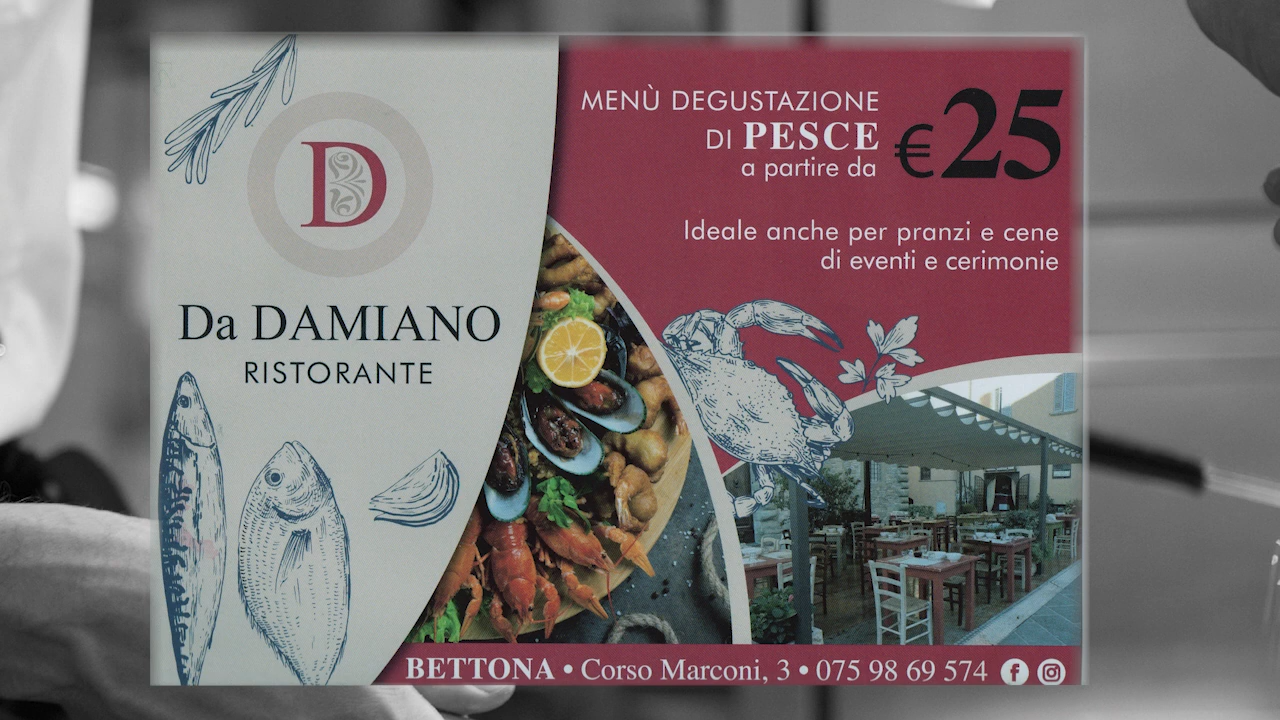 D
Da DAMIANO
RISTORANTE
MENÙ DEGUSTAZIONE
DI PESCE
a partire da
€25
Ideale anche per pranzi e cene
di eventi e cerimonie
BETTONA • Corso Marconi, 3 • 075 98 69 574